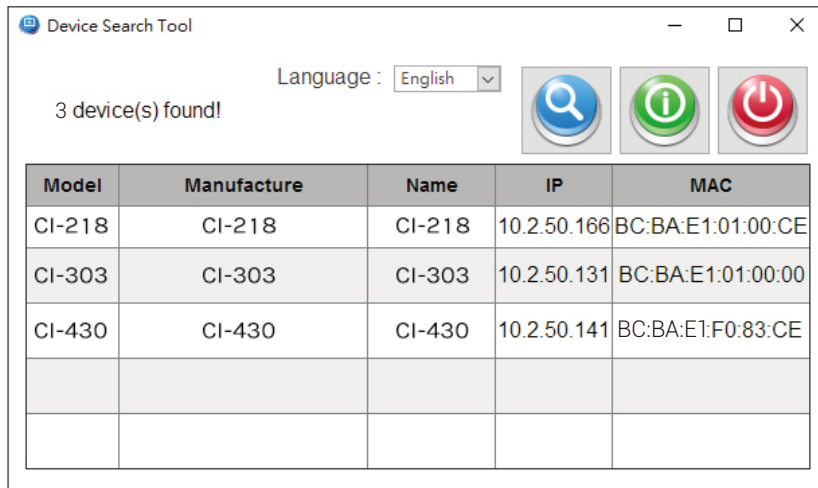 Device Search Tool
Language : English
3 device(s) found!
Model Manufacture Name IP MAC
CI-218 CI-218 CI-218 10.2.50.166 BC:BA:E1:01:00:CE
CI-303 CI-303 CI-303 10.2.50.131 BC:BA:E1:01:00:00
CI-430 CI-430 CI-430 10.2.50.141 BC:BA:E1:F0:83:CE